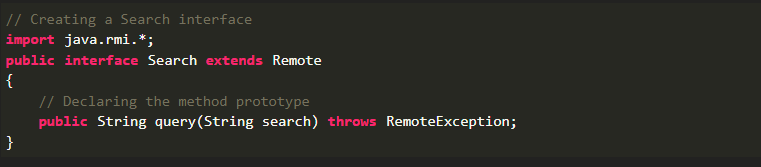 // Creating a Search interface
import java.rmi.*;
public interface Search extends Remote
{
    // Declaring the method prototype
    public String query(String search) throws RemoteException;
}